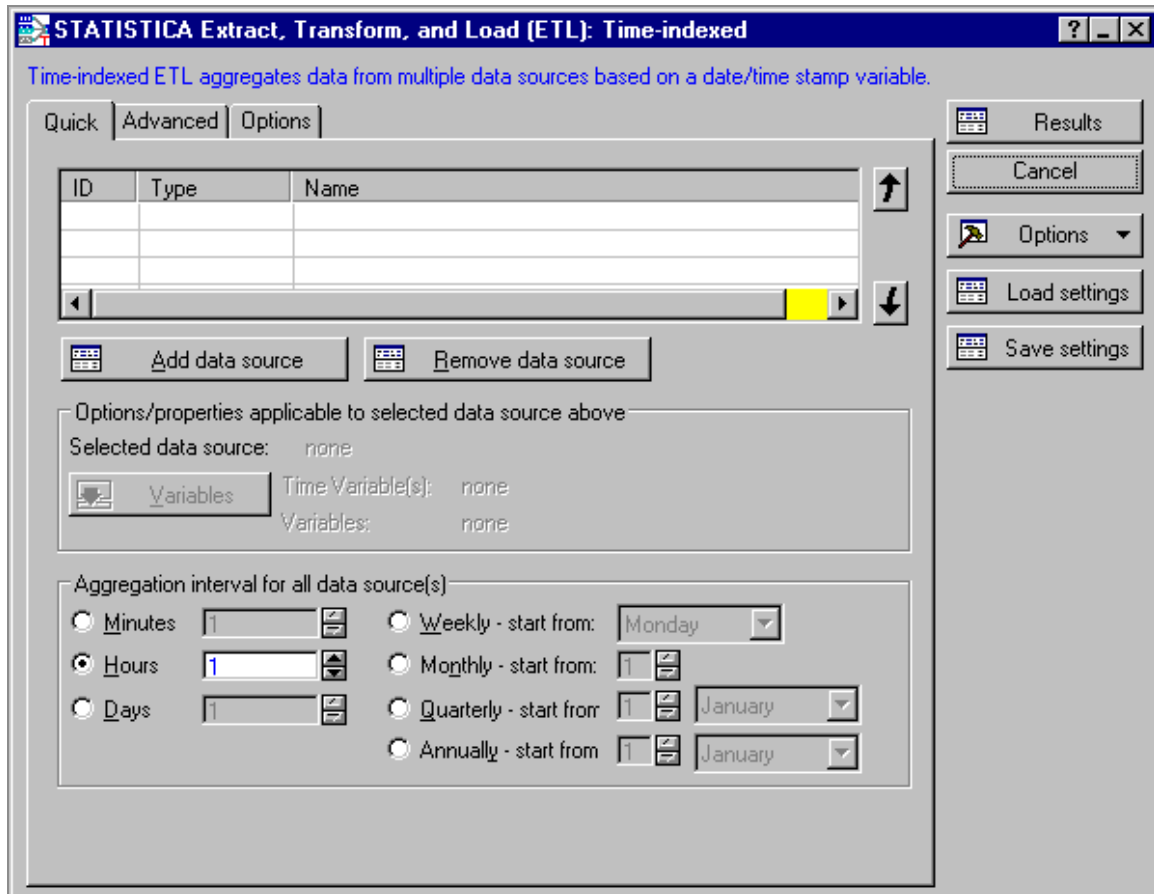 STATISTICA Extract, Transform, and Load (ETL): Time-indexed
Time-indexed ETL aggregates data from multiple data sources based on a date/time stamp variable.
Quick Advanced Options
ID Type Name
Add data source Remove data source
Options/properties applicable to selected data source above
Selected data source: none
Variables Time Variable(s): none
Variables: none
Aggregation interval for all data source(s)
Minutes 1 Weekly - start from: Monday
Hours 1 Monthly - start from: 1
Days 1 Quarterly - start from 1 January
Annually - start from 1 January
Results
Cancel
Options
Load settings
Save settings